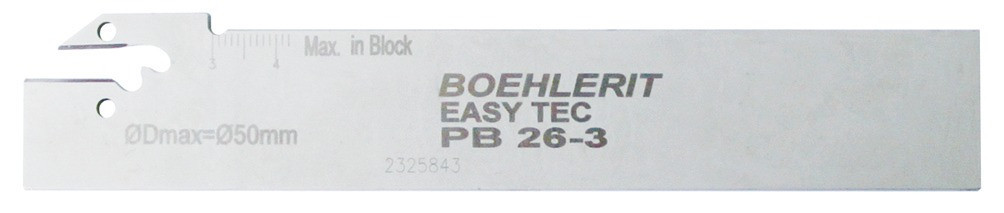 Max. in Block
3 4
BOEHLERIT
EASY TEC
ØDmax=Ø50mm
PB 26-3
2325843